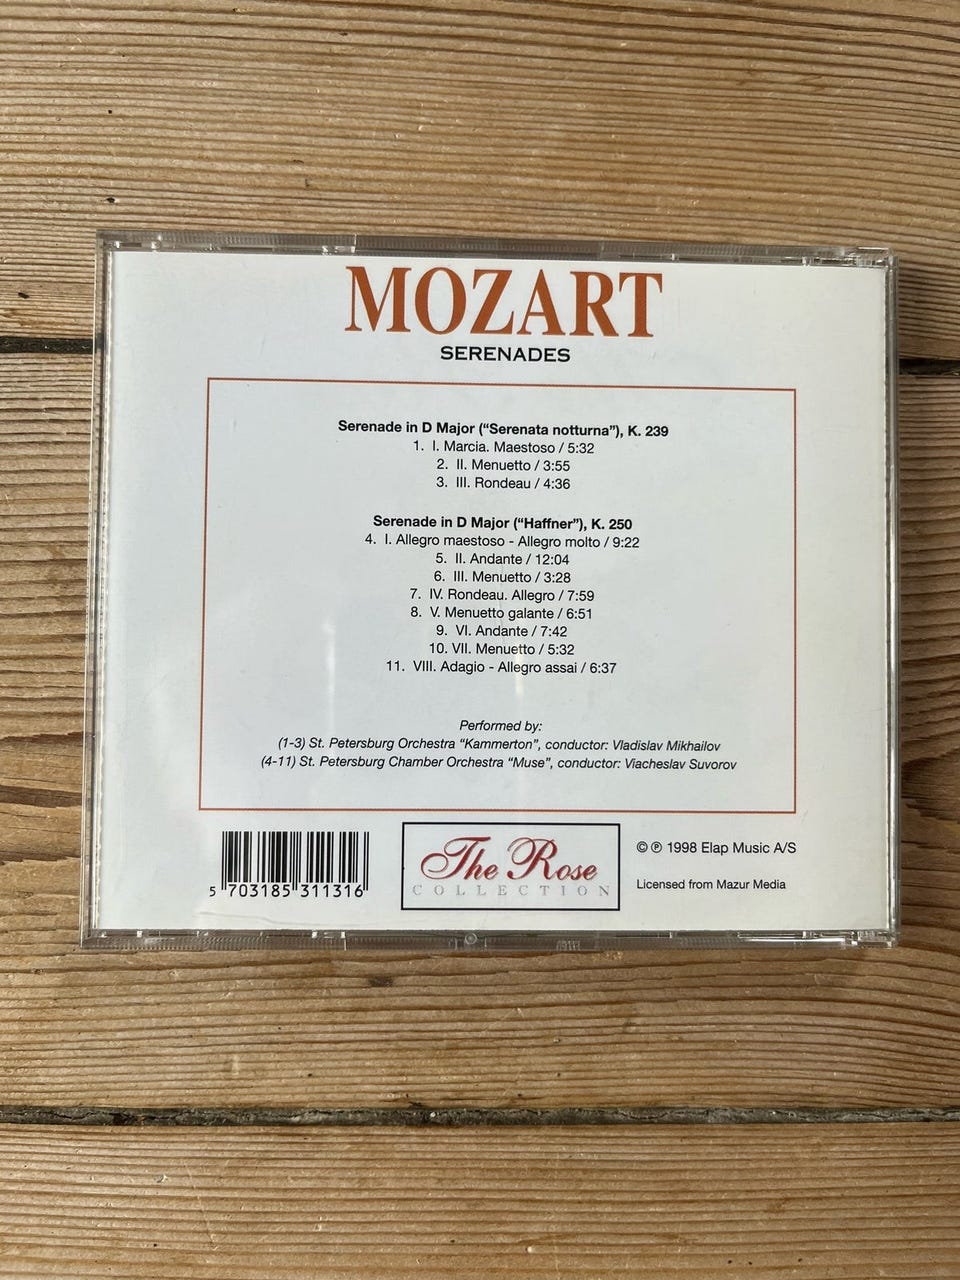 MOZART
SERENADES
Serenade in D Major (“Serenata notturna”), K. 239
1. I. Marcia. Maestoso / 5:32
2. II. Menuetto / 3:55
3. III. Rondeau / 4:36
Serenade in D Major (“Haffner”), K. 250
4. I. Allegro maestoso - Allegro molto / 9:22
5. II. Andante / 12:04
6. III. Menuetto / 3:28
7. IV. Rondeau. Allegro / 7:59
8. V. Menuetto galante / 6:51
9. VI. Andante / 7:42
10. VII. Menuetto / 5:32
11. VIII. Adagio - Allegro assai / 6:37
Performed by:
(1-3) St. Petersburg Orchestra “Kammerton”, conductor: Vladislav Mikhailov
(4-11) St. Petersburg Chamber Orchestra “Muse”, conductor: Viacheslav Suvorov
5 703185 311316
The Rose
COLLECTION
© ℗ 1998 Elap Music A/S
Licensed from Mazur Media